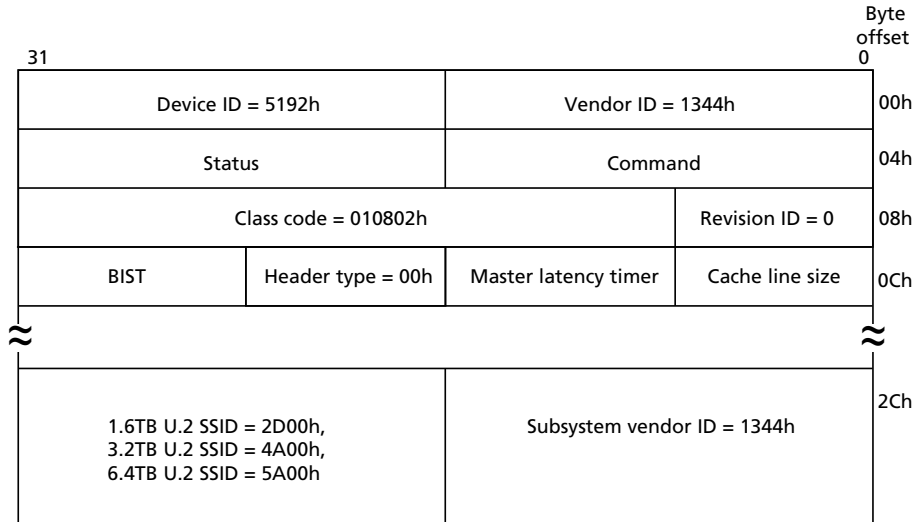 Byte
offset
31 0
Device ID = 5192h Vendor ID = 1344h 00h
Status Command 04h
Class code = 010802h Revision ID = 0 08h
BIST Header type = 00h Master latency timer Cache line size 0Ch
≈ ≈
2Ch
1.6TB U.2 SSID = 2D00h, Subsystem vendor ID = 1344h
3.2TB U.2 SSID = 4A00h,
6.4TB U.2 SSID = 5A00h